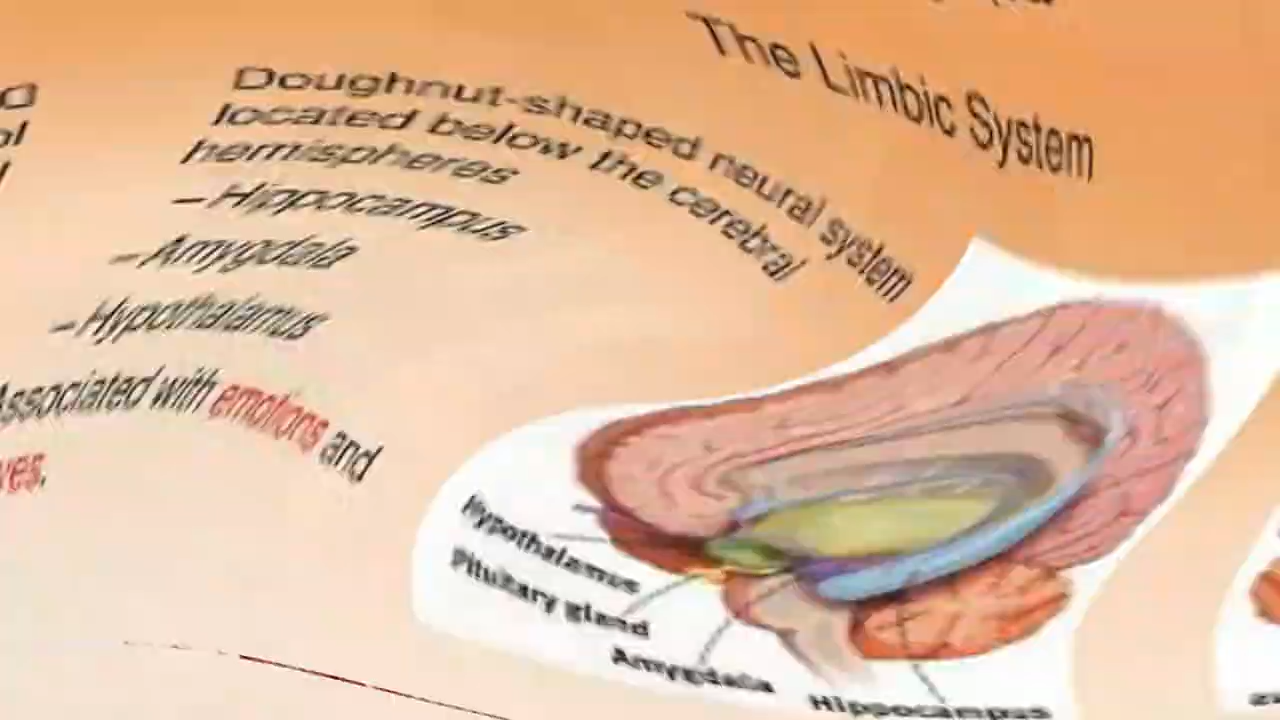 The Limbic System
Doughnut-shaped neural system
located below the cerebral
hemispheres
–Hippocampus
–Amygdala
–Hypothalamus
Associated with emotions and
Hypothalamus
Pituitary gland
Amygdala
Hippocampus